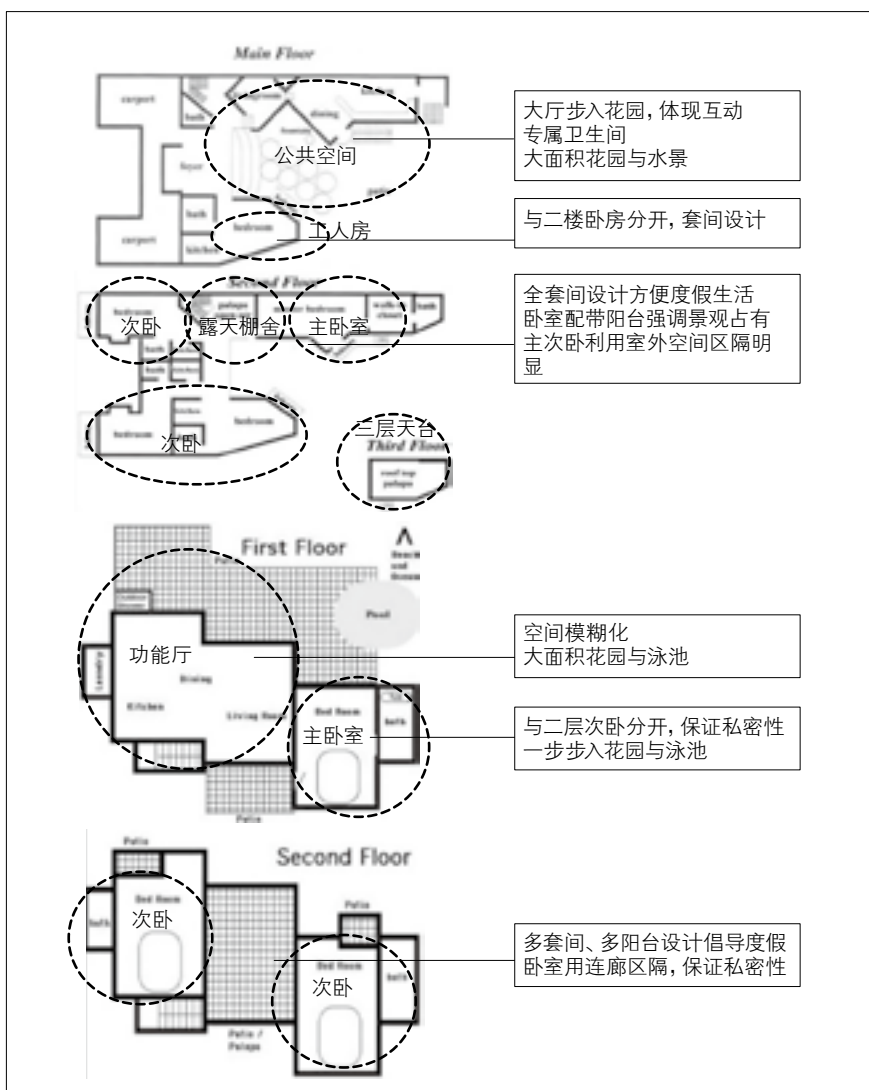 Main Floor
carport
kitchen
dining
bath
大厅步入花园,体现互动
专属卫生间
大面积花园与水景
公共空间
foyer
bath
bedroom
工人房
与二楼卧房分开,套间设计
carport
kitchen
Second Floor
bedroom
palapa
master bedroom
bath
次卧
露天棚舍
主卧室
全套间设计方便度假生活
卧室配带阳台强调景观占有
主次卧利用室外空间区隔明
显
bath
kitchen
bath
kitchen
bedroom
bedroom
次卧
三层天台
Third Floor
roof top
palapa
First Floor
Patio
Pool
功能厅
空间模糊化
大面积花园与泳池
Laundry
Dining
Kitchen
Living Room
Bed Room
bath
主卧室
与二层次卧分开,保证私密性
一步步入花园与泳池
Patio
Patio
Second Floor
Bed Room
bath
次卧
Patio
多套间、多阳台设计倡导度假
卧室用连廊区隔,保证私密性
Bed Room
bath
次卧
Patio /
Palapa